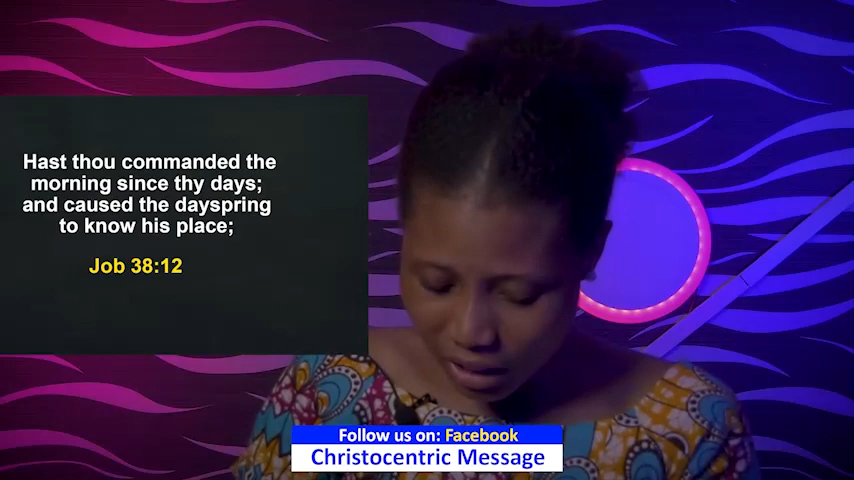 Hast thou commanded the
morning since thy days;
and caused the dayspring
to know his place;
Job 38:12
Follow us on: Facebook
Christocentric Message